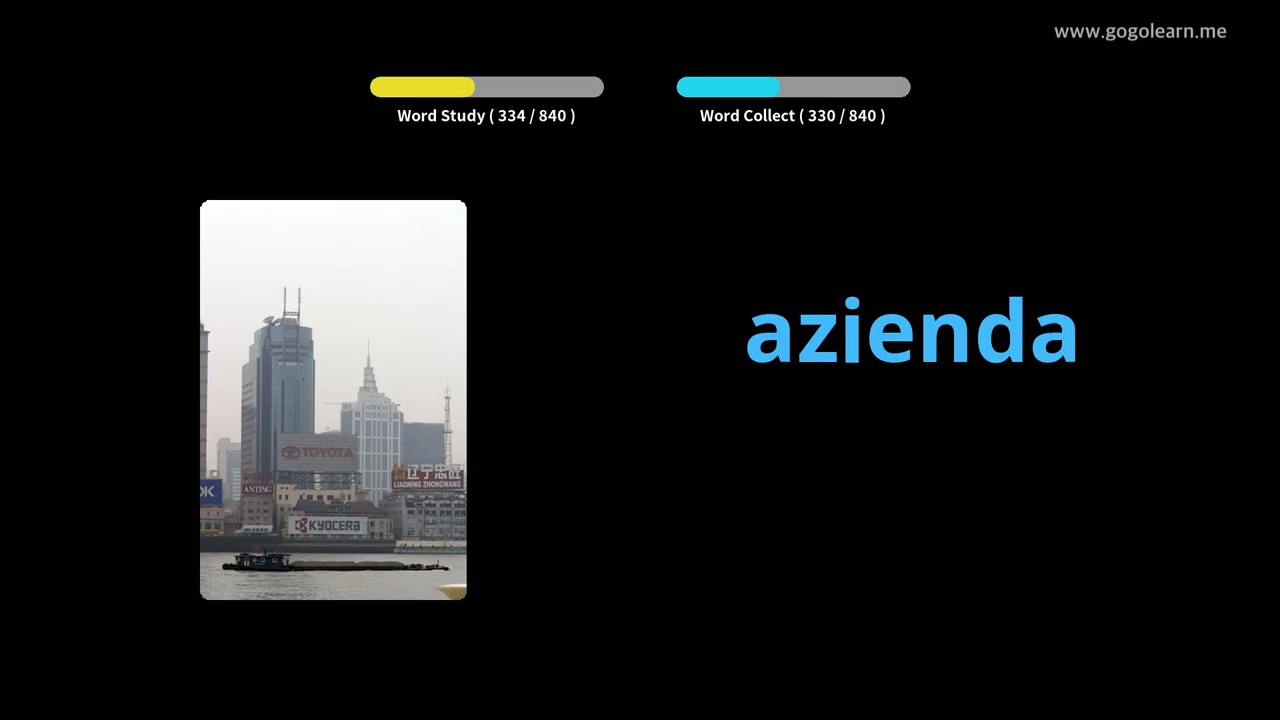 www.gogolearn.me
Word Study ( 334 / 840 )
Word Collect ( 330 / 840 )
azienda
TOYOTA
辽宁忠旺
LIAONING ZHONGWANG
ANTING
KYOCERA